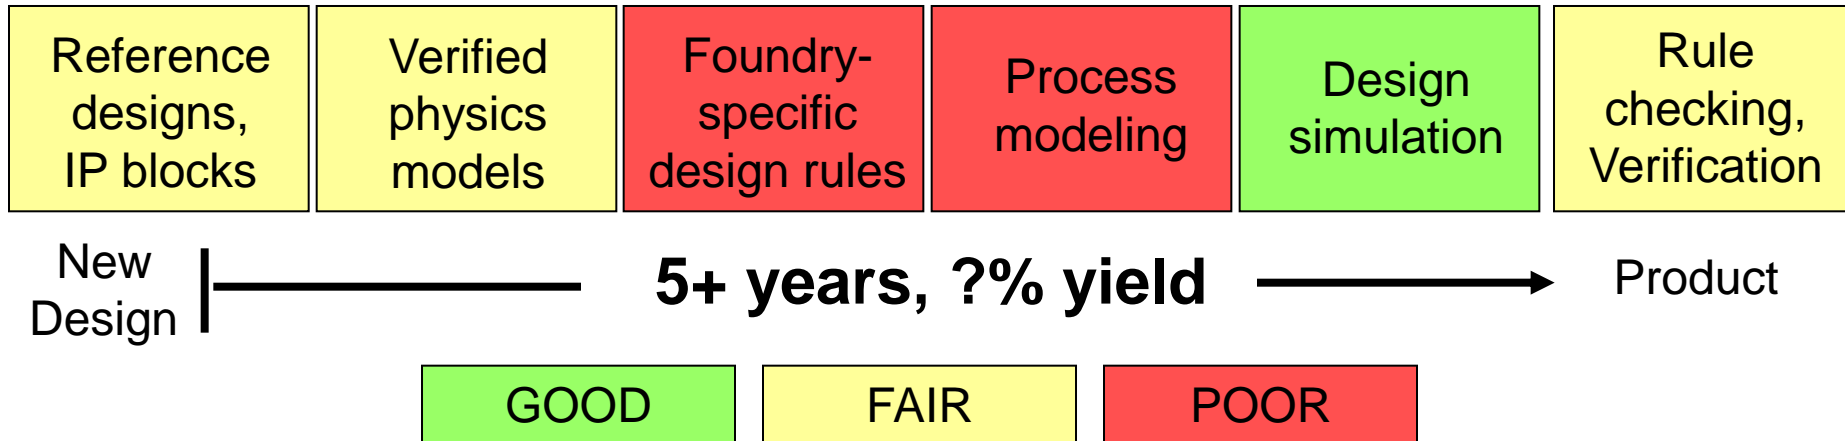 Reference
designs,
IP blocks
Verified
physics
models
Foundry-
specific
design rules
Process
modeling
Design
simulation
Rule
checking,
Verification
New
Design
5+ years, ?% yield
Product
GOOD
FAIR
POOR